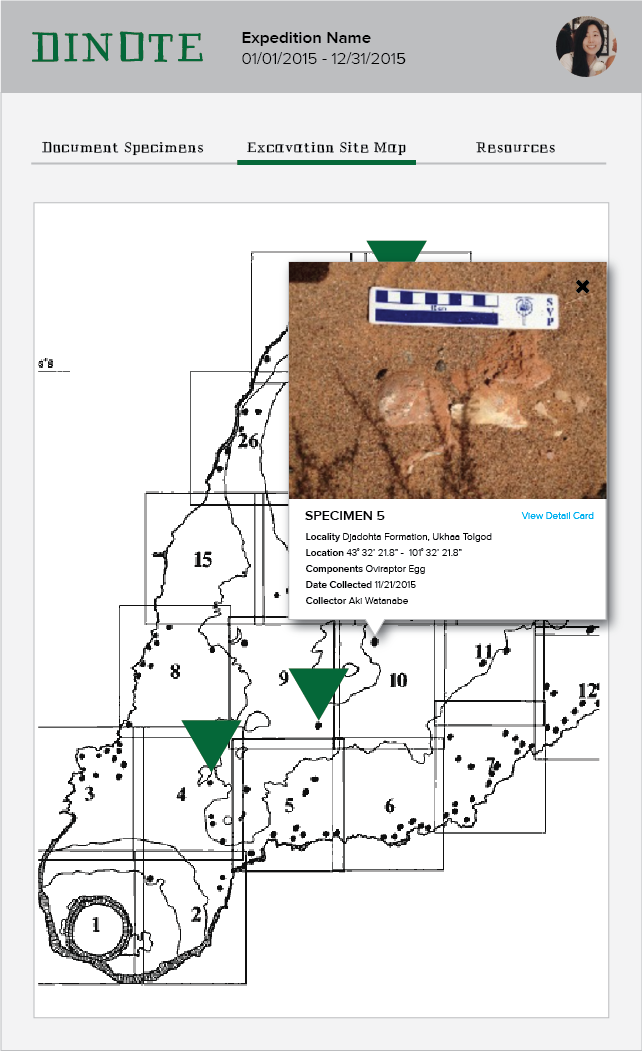 DINOTE
Expedition Name
01/01/2015 - 12/31/2015
Document Specimens
Excavation Site Map
Resources
SVP
SPECIMEN 5
View Detail Card
Locality Djadohta Formation, Ukhaa Tolgod
Location 43° 32' 21.8" - 101° 32' 21.8"
Components Oviraptor Egg
Date Collected 11/21/2015
Collector Aki Watanabe
26
15
8
9
10
11
12
3
4
5
6
7
1
2